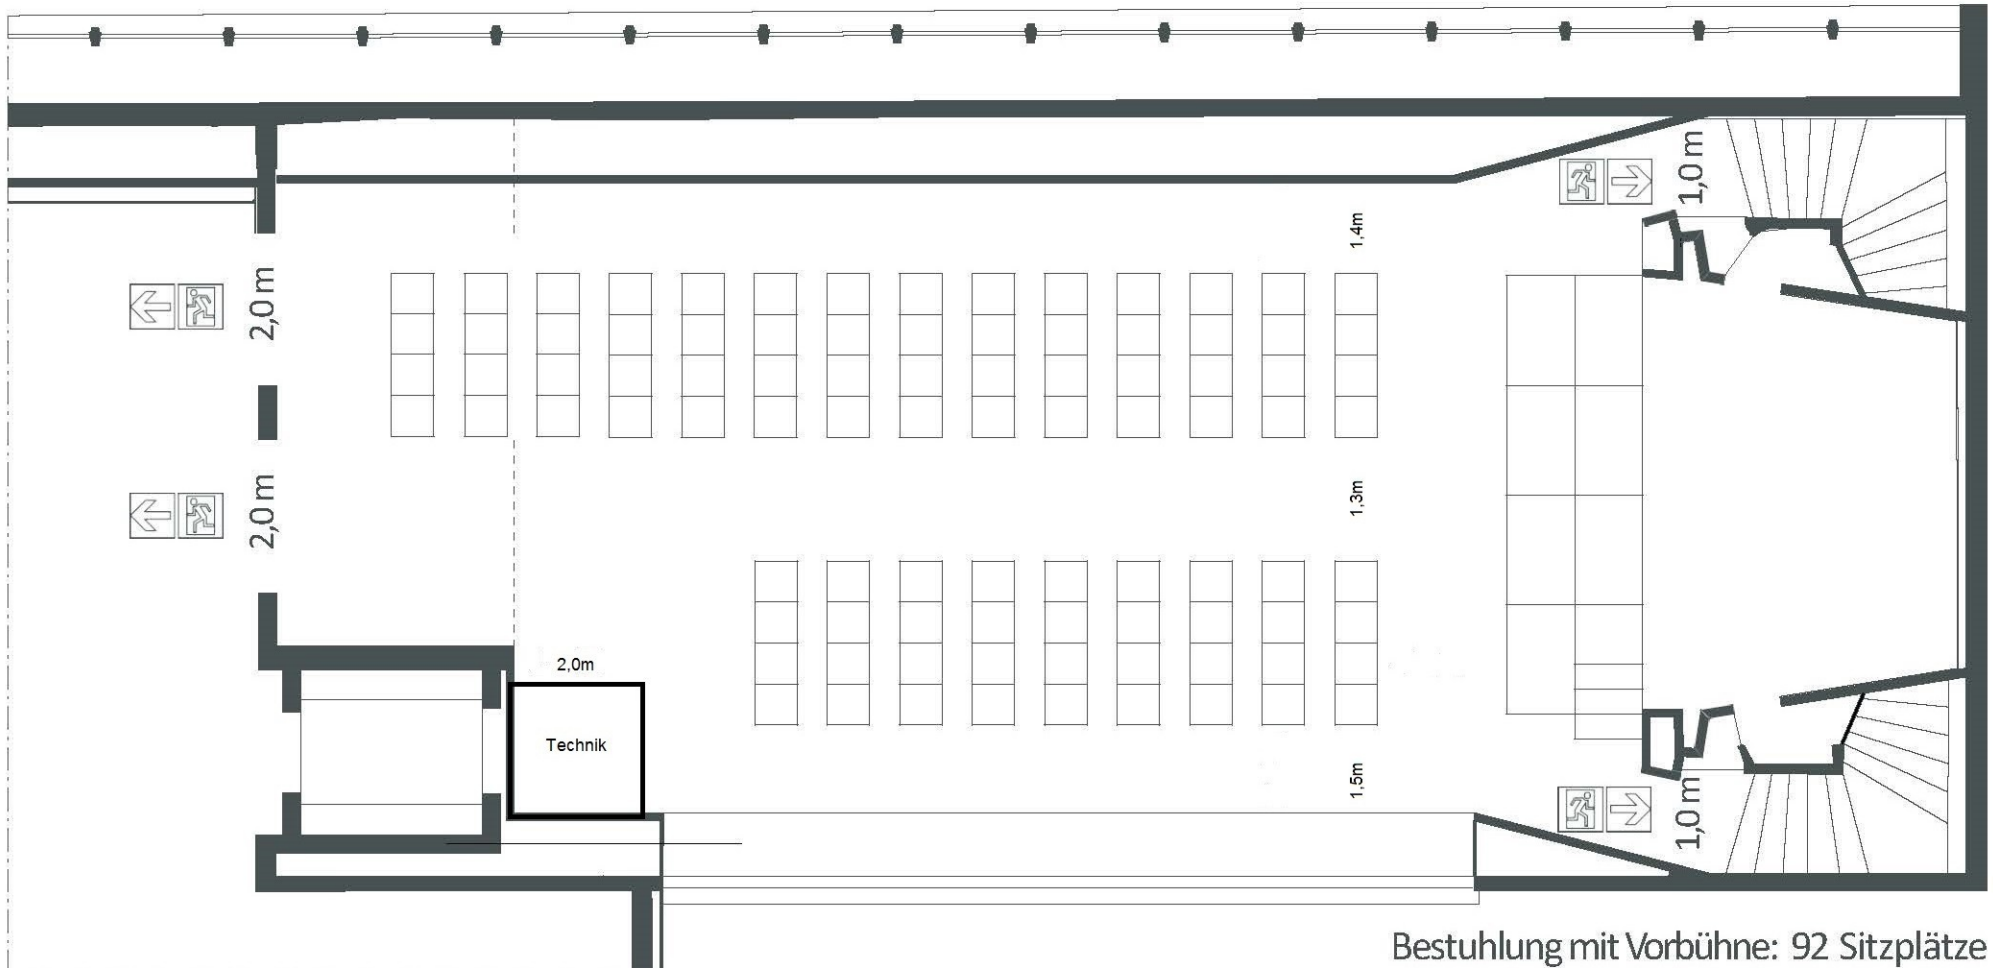 1,0 m
1,4m
2,0 m
1,3m
2,0 m
2,0m
Technik
1,5m
1,0 m
Bestuhlung mit Vorbühne: 92 Sitzplätze